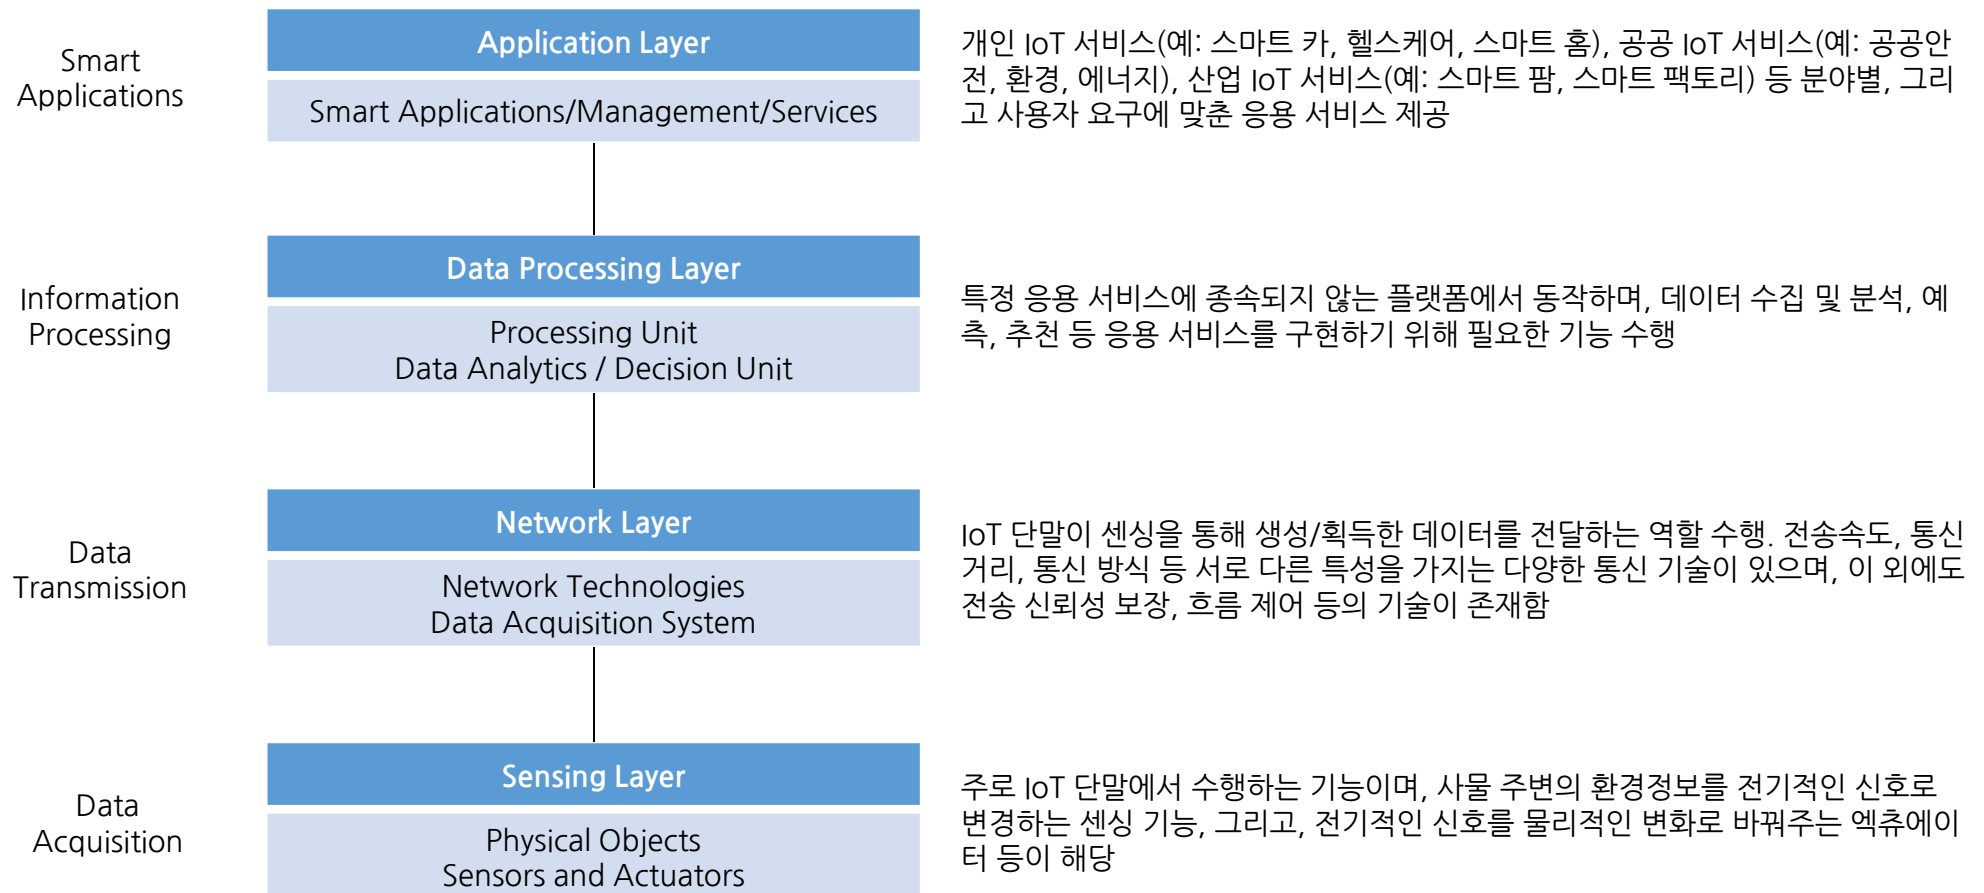 Smart
Applications
Application Layer
Smart Applications/Management/Services
개인 IoT 서비스(예: 스마트 카, 헬스케어, 스마트 홈), 공공 IoT 서비스(예: 공공안
전, 환경, 에너지), 산업 IoT 서비스(예: 스마트 팜, 스마트 팩토리) 등 분야별, 그리
고 사용자 요구에 맞춘 응용 서비스 제공
Information
Processing
Data Processing Layer
Processing Unit
Data Analytics / Decision Unit
특정 응용 서비스에 종속되지 않는 플랫폼에서 동작하며, 데이터 수집 및 분석, 예
측, 추천 등 응용 서비스를 구현하기 위해 필요한 기능 수행
Data
Transmission
Network Layer
Network Technologies
Data Acquisition System
IoT 단말이 센싱을 통해 생성/획득한 데이터를 전달하는 역할 수행. 전송속도, 통신
거리, 통신 방식 등 서로 다른 특성을 가지는 다양한 통신 기술이 있으며, 이 외에도
전송 신뢰성 보장, 흐름 제어 등의 기술이 존재함
Data
Acquisition
Sensing Layer
Physical Objects
Sensors and Actuators
주로 IoT 단말에서 수행하는 기능이며, 사물 주변의 환경정보를 전기적인 신호로
변경하는 센싱 기능, 그리고, 전기적인 신호를 물리적인 변화로 바꿔주는 엑츄에이
터 등이 해당